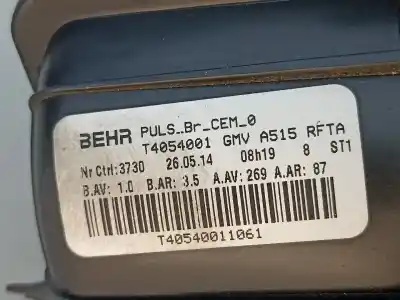 BEHR PULS_Br_CEM_0
T4054001 GMV A515 RFTA
Nr Ctrl:3730 26.05.14 08h19 8 ST1
B.AV: 1.0 B.AR: 3.5 A.AV: 269 A.AR: 87
T40540011061